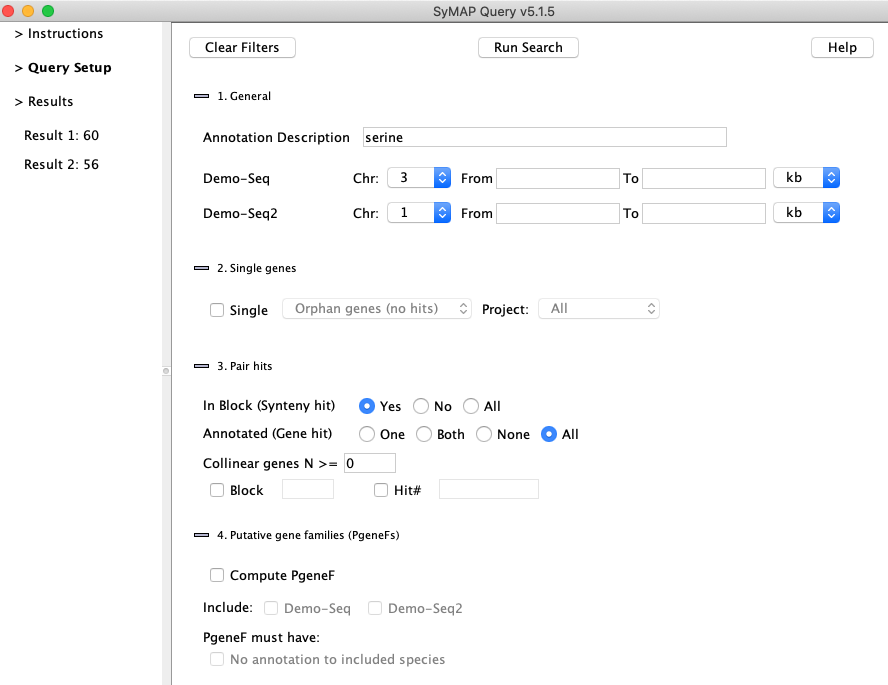 SyMAP Query v5.1.5
> Instructions
> Query Setup
> Results
Result 1: 60
Result 2: 56
Clear Filters Run Search Help
1. General
Annotation Description serine
Demo-Seq Chr: 3 From To kb
Demo-Seq2 Chr: 1 From To kb
2. Single genes
Single Orphan genes (no hits) Project: All
3. Pair hits
In Block (Synteny hit) Yes No All
Annotated (Gene hit) One Both None All
Collinear genes N >= 0
Block Hit#
4. Putative gene families (PgeneFs)
Compute PgeneF
Include: Demo-Seq Demo-Seq2
PgeneF must have:
No annotation to included species